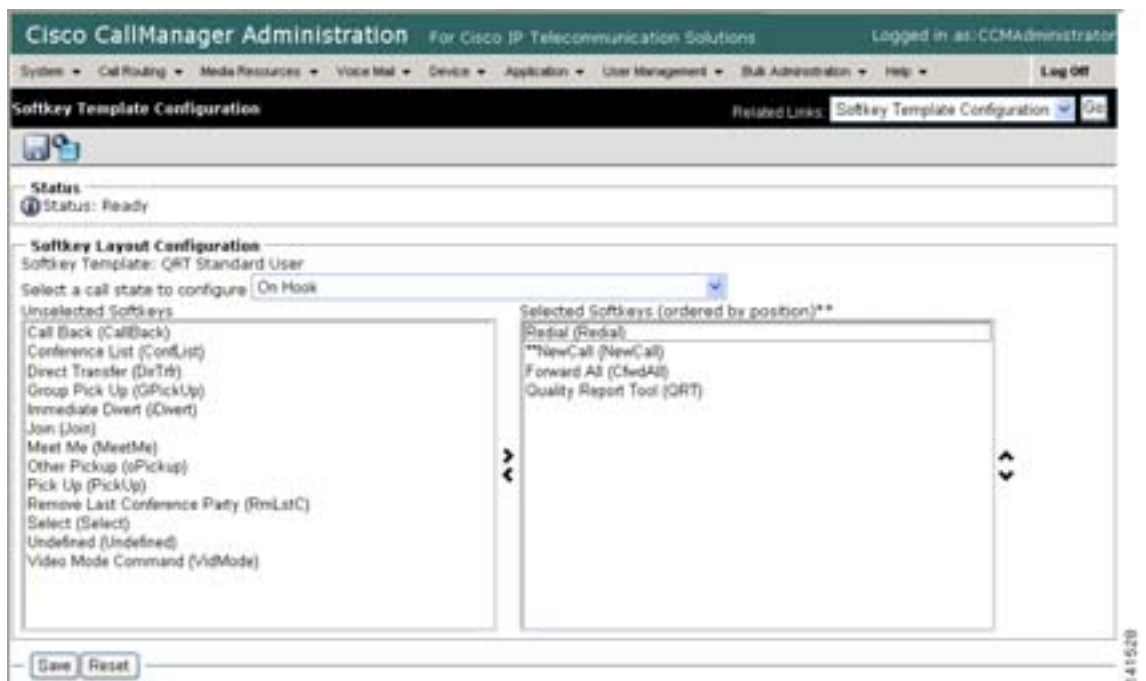 Cisco CallManager Administration For Cisco IP Telecommunication Solutions Logged in as:CCMAdministrator
System Call Routing Media Resources Voice Mail Device Application User Management Bulk Administration Help Log Off
Softkey Template Configuration Related Links: Softkey Template Configuration Go
Status
Status: Ready
Softkey Layout Configuration
Softkey Template: QRT Standard User
Select a call state to configure On Hook
Unselected Softkeys
Call Back (CallBack)
Conference List (ConfList)
Direct Transfer (DirTrfr)
Group Pick Up (GPickUp)
Immediate Divert (iDivert)
Join (Join)
Meet Me (MeetMe)
Other Pickup (oPickup)
Pick Up (PickUp)
Remove Last Conference Party (RmLstC)
Select (Select)
Undefined (Undefined)
Video Mode Command (VidMode)
Selected Softkeys (ordered by position)**
Redial (Redial)
**NewCall (NewCall)
Forward All (CfwdAll)
Quality Report Tool (QRT)
Save Reset
141528